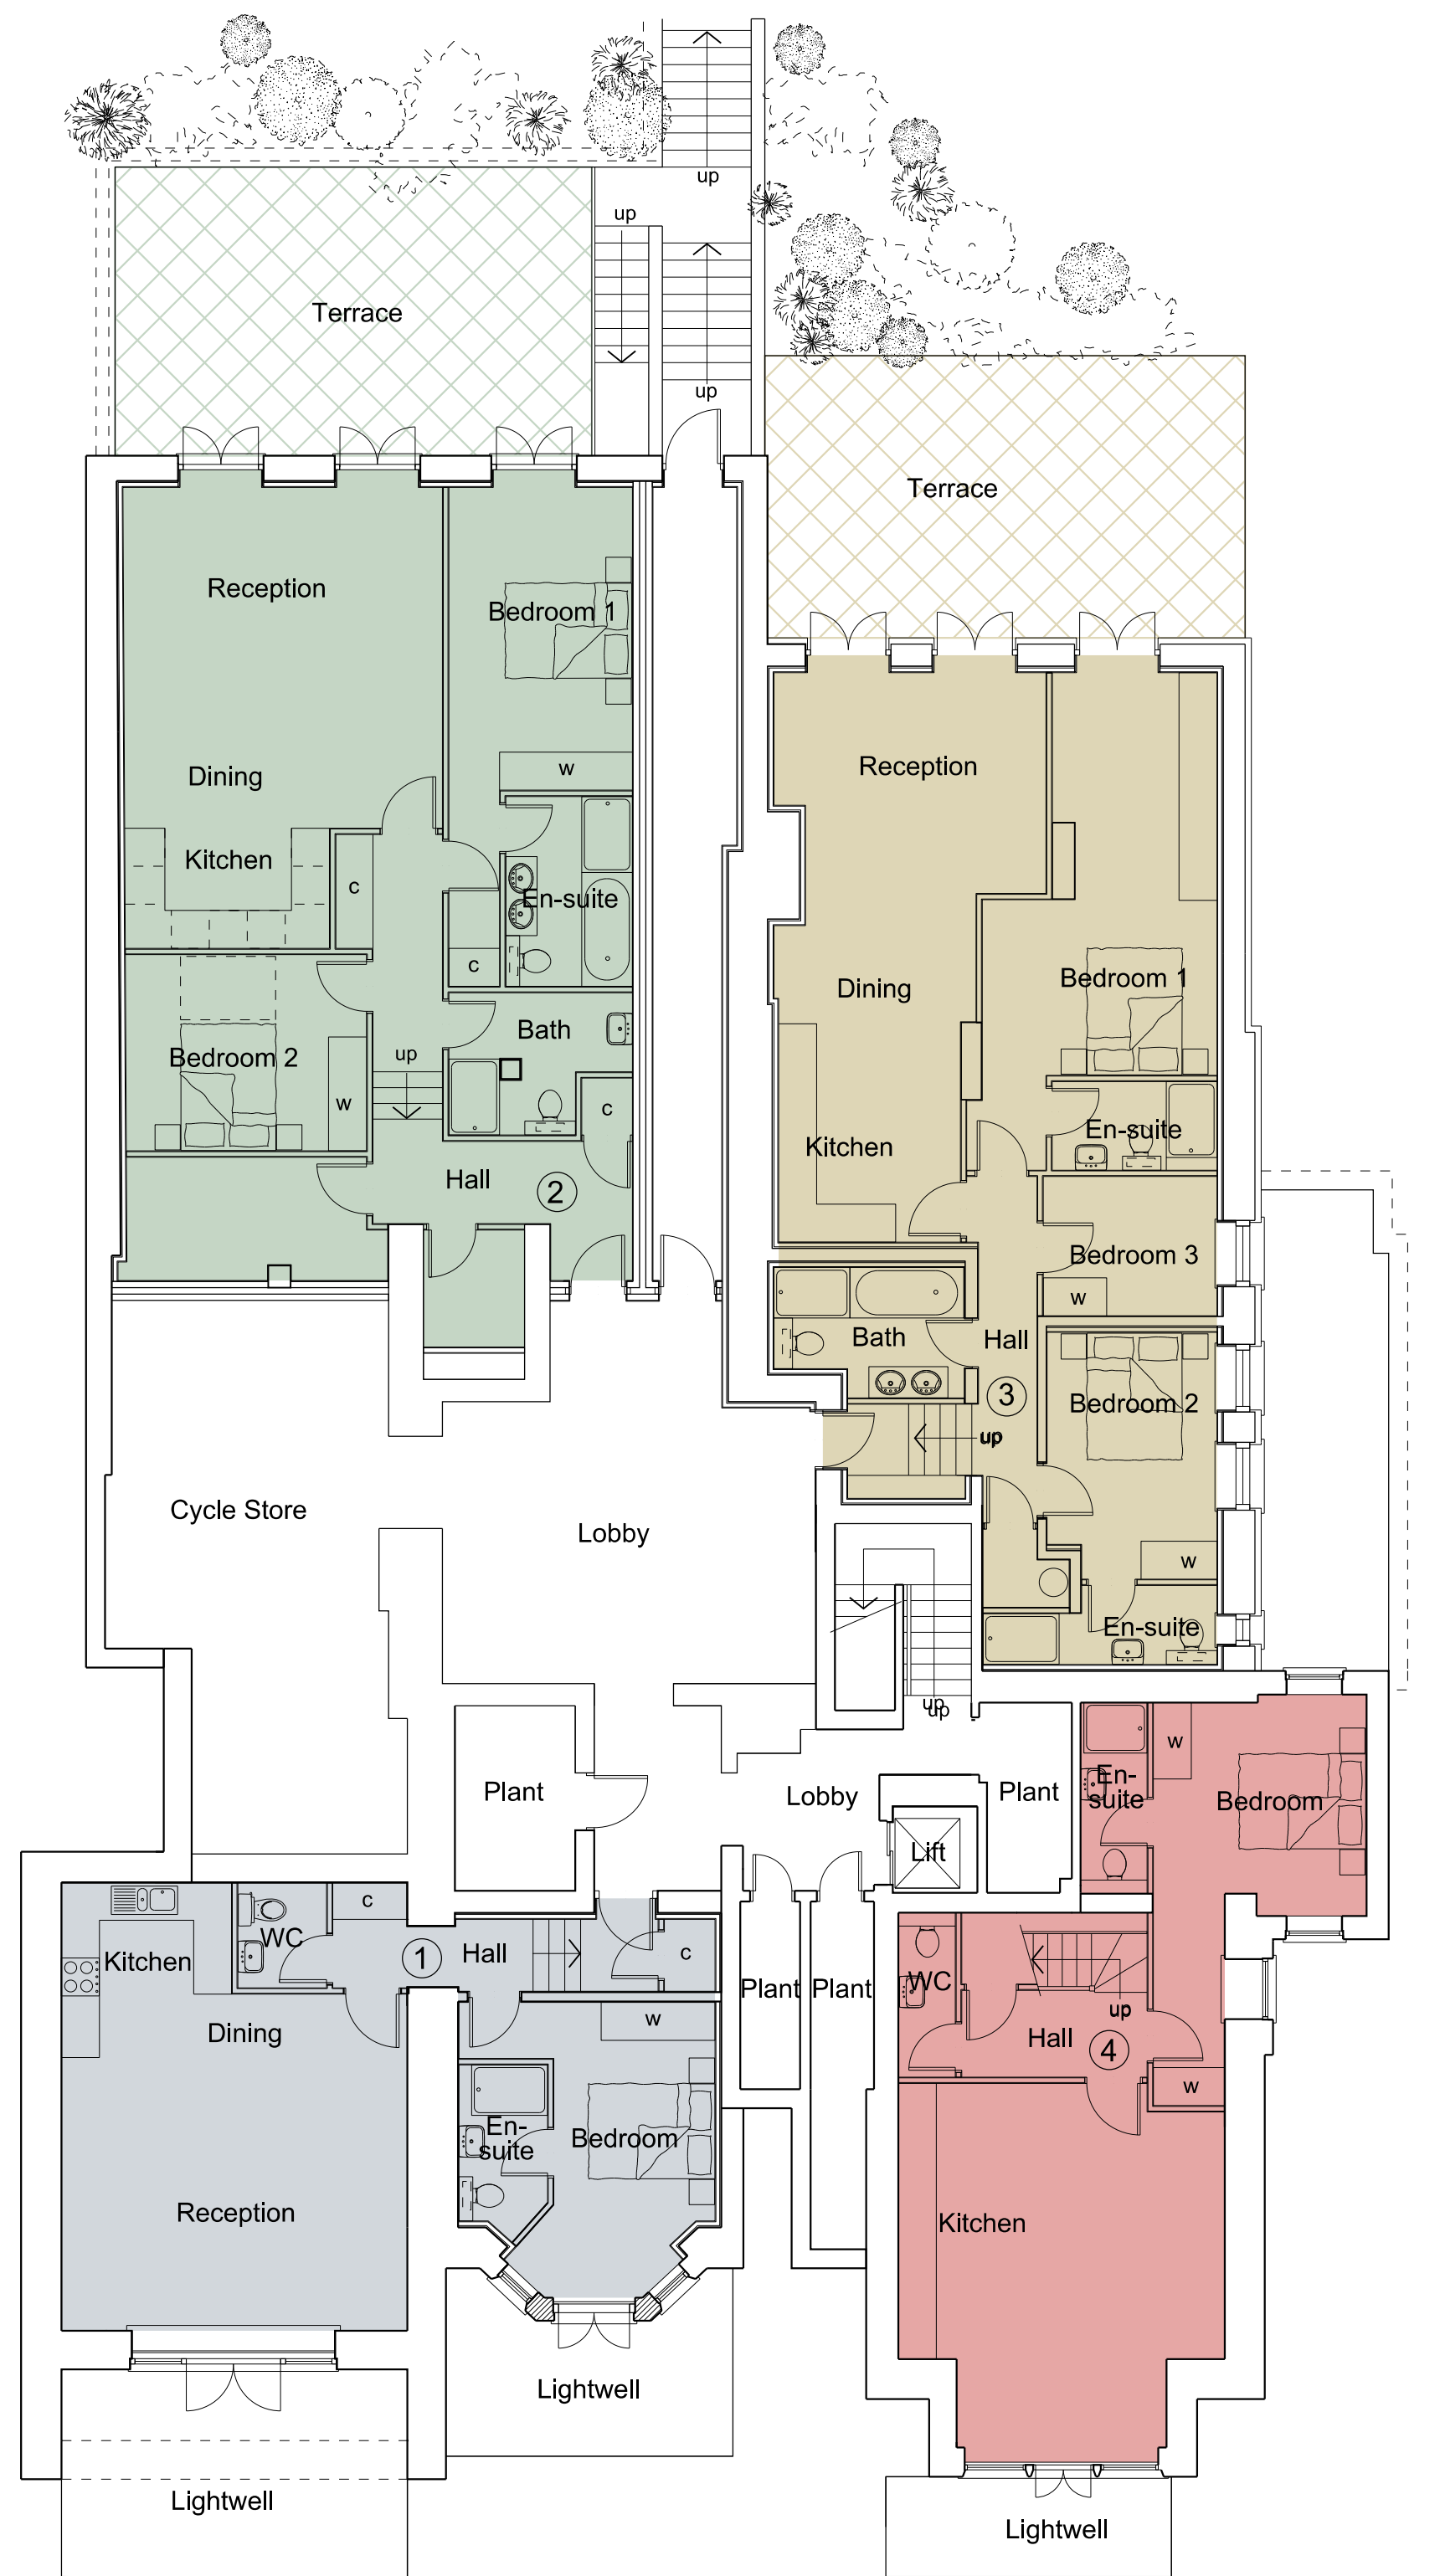 up
up
Terrace
up
Terrace
Reception
Bedroom 1
Reception
w
Dining
Kitchen
c
En-suite
c
Bedroom 1
Dining
Bath
up
Bedroom 2
w
c
En-suite
Kitchen
Hall
2
Bedroom 3
w
Bath
Hall
3
Bedroom 2
up
Cycle Store
Lobby
w
En-suite
up
up
w
Plant
Lobby
Plant
En-
suite
Bedroom
Lift
c
WC
Kitchen
1
Hall
c
Plant
Plant
WC
up
w
Dining
Hall
4
w
En-
suite
Bedroom
Reception
Kitchen
Lightwell
Lightwell
Lightwell